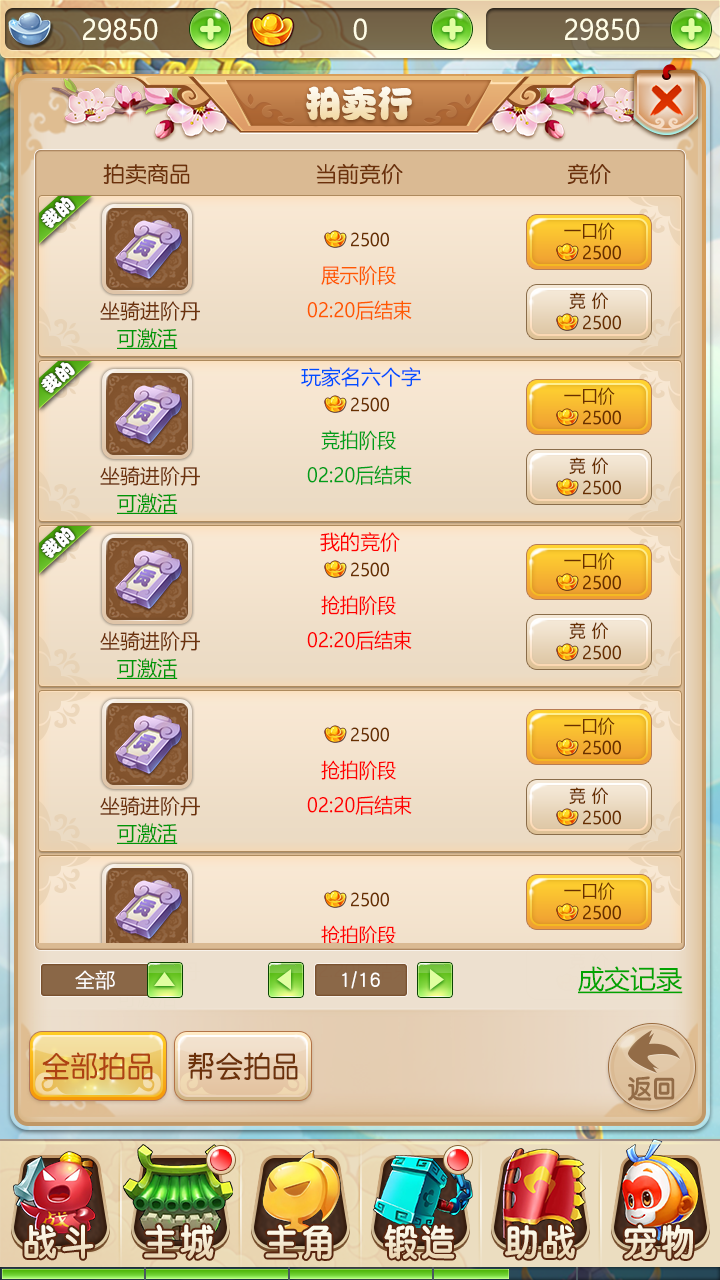 29850
0
29850
拍卖行
拍卖商品 当前竞价 竞价
我的
2500
展示阶段
02:20后结束
一口价
2500
竞价
2500
坐骑进阶丹
可激活
我的
玩家名六个字
2500
竞拍阶段
02:20后结束
一口价
2500
竞价
2500
坐骑进阶丹
可激活
我的
我的竞价
2500
抢拍阶段
02:20后结束
一口价
2500
竞价
2500
坐骑进阶丹
可激活
2500
抢拍阶段
02:20后结束
一口价
2500
竞价
2500
坐骑进阶丹
可激活
2500
抢拍阶段
一口价
2500
全部
1/16
成交记录
全部拍品
帮会拍品
返回
战斗
主城
主角
锻造
助战
宠物